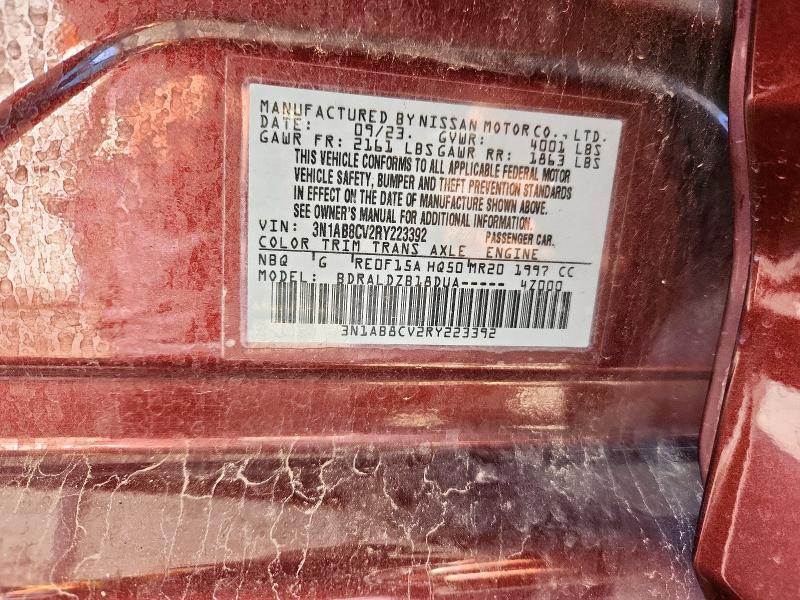 MANUFACTURED BY NISSAN MOTOR CO., LTD.
DATE: 09/23. GVWR: 4001 LBS
GAWR FR: 2161 LBS GAWR RR: 1863 LBS
THIS VEHICLE CONFORMS TO ALL APPLICABLE FEDERAL MOTOR
VEHICLE SAFETY, BUMPER AND THEFT PREVENTION STANDARDS
IN EFFECT ON THE DATE OF MANUFACTURE SHOWN ABOVE.
SEE OWNER'S MANUAL FOR ADDITIONAL INFORMATION.
VIN: 3N1AB8CV2RY223392 PASSENGER CAR.
COLOR TRIM TRANS AXLE ENGINE
NBQ G RE0F15A HQ50 MR20 1997 CC
MODEL: BDRALDZB18DUA----- 4Z000
3N1AB8CV2RY223392